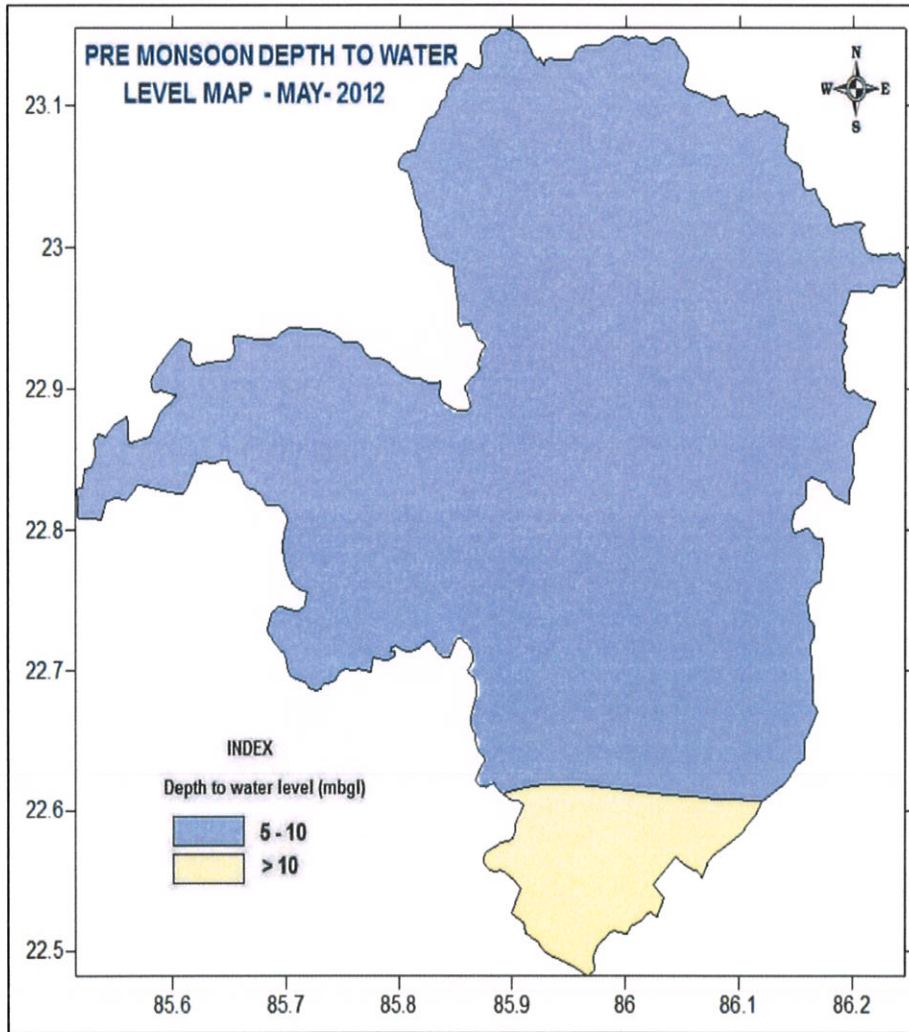 PRE MONSOON DEPTH TO WATER
LEVEL MAP - MAY- 2012
N
W E
S
23.1
23
22.9
22.8
22.7
22.6
22.5
INDEX
Depth to water level (mbgl)
5 - 10
> 10
85.6 85.7 85.8 85.9 86 86.1 86.2